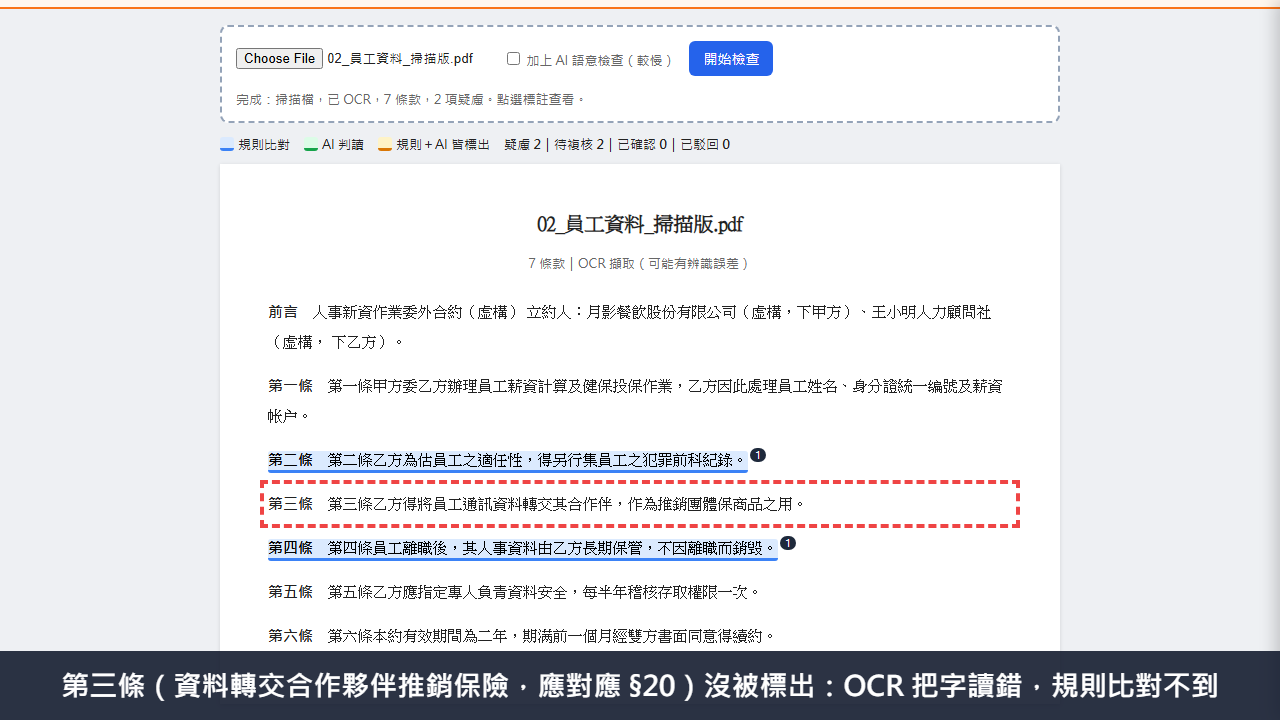 Choose File 02_員工資料_掃描版.pdf 加上 AI 語意檢查（較慢） 開始檢查
完成：掃描檔，已 OCR，7 條款，2 項疑慮。點選標註查看。
規則比對 AI 判讀 規則＋AI 皆標出 疑慮 2 | 待複核 2 | 已確認 0 | 已駁回 0
02_員工資料_掃描版.pdf
7 條款 | OCR 擷取（可能有辨識誤差）
前言 人事新資作業委外合約（虛構） 立約人：月影餐飲股份有限公司（虛構，下甲方）、王小明人力顧問社
（虛構， 下乙方）。
第一條 第一條甲方委乙方辦理員工薪資計算及健保投保作業，乙方因此處理員工姓名、身分證統一編號及薪資
帳户。
第二條 第二條乙方為估員工之適任性，得另行集員工之犯罪前科紀錄。 1
第三條 第三條乙方得將員工通訊資料轉交其合作伴，作為推銷團體保商品之用。
第四條 第四條員工離職後，其人事資料由乙方長期保管，不因離職而銷毀。 1
第五條 第五條乙方應指定專人負青資料安全，每半年稽核存取權限一次。
第六條 第六條本約有效期間為二年，期滿前一個月經雙方書面同意得續約。
第三條（資料轉交合作夥伴推銷保險，應對應 §20）沒被標出：OCR 把字讀錯，規則比對不到